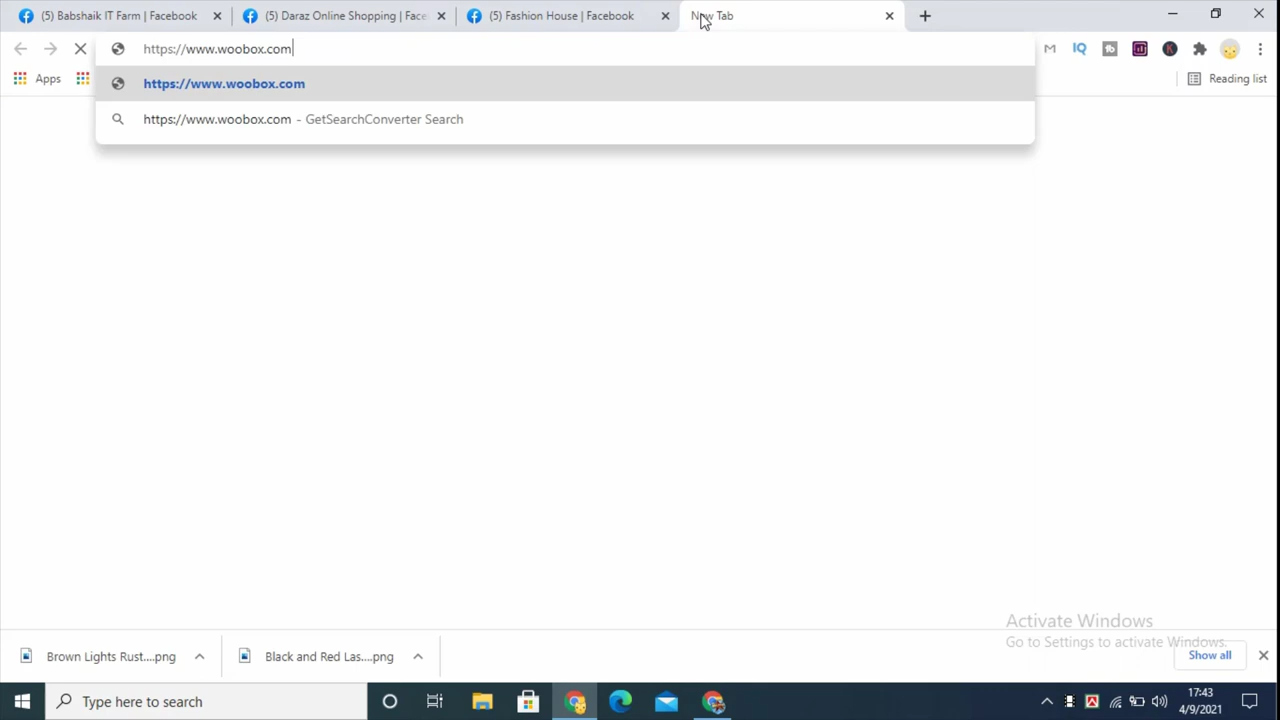 (5) Babshaik IT Farm | Facebook
(5) Daraz Online Shopping | Face
(5) Fashion House | Facebook
New Tab
https://www.woobox.com
Apps
Reading list
https://www.woobox.com
https://www.woobox.com - GetSearchConverter Search
Activate Windows
Go to Settings to activate Windows.
Brown Lights Rust....png
Black and Red Las....png
Show all
Type here to search
17:43
4/9/2021